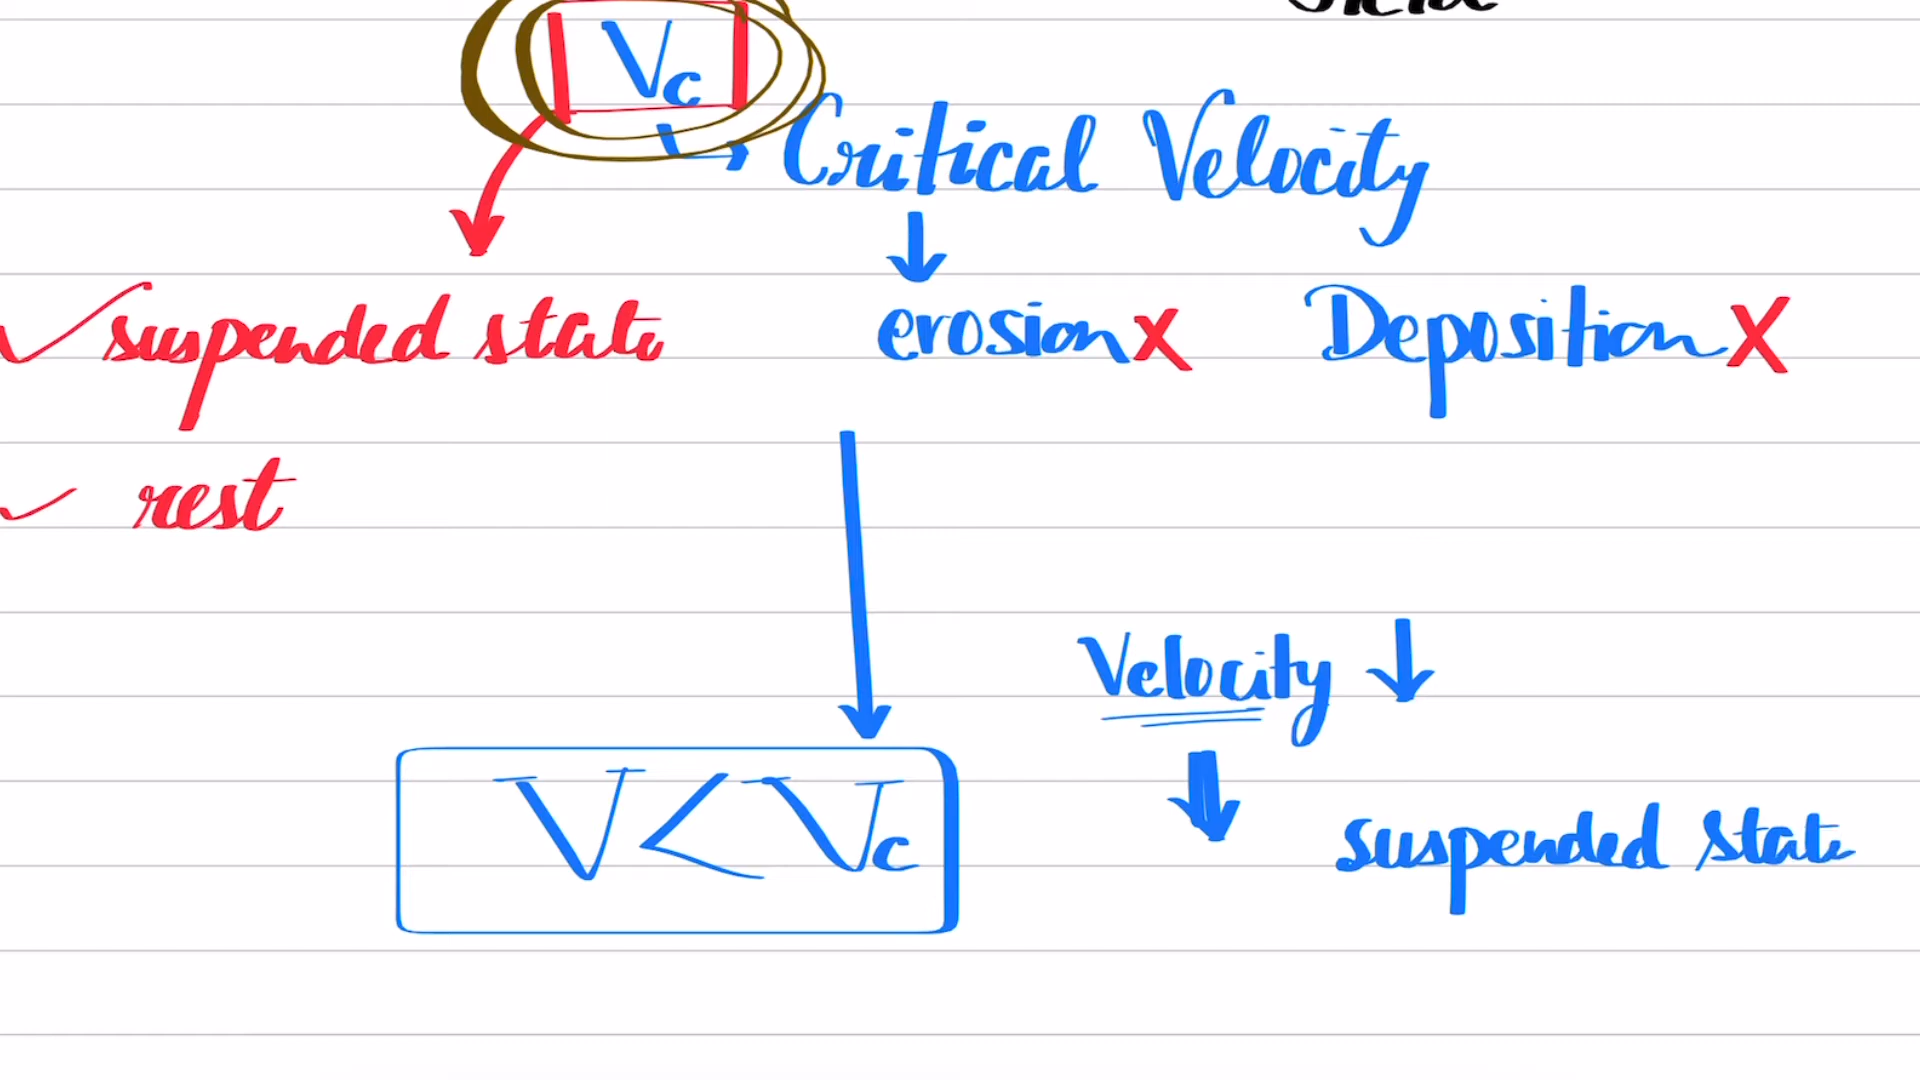 Vc
Critical Velocity
suspended state erosion X Deposition X
rest
Velocity ↓
V < Vc
suspended state